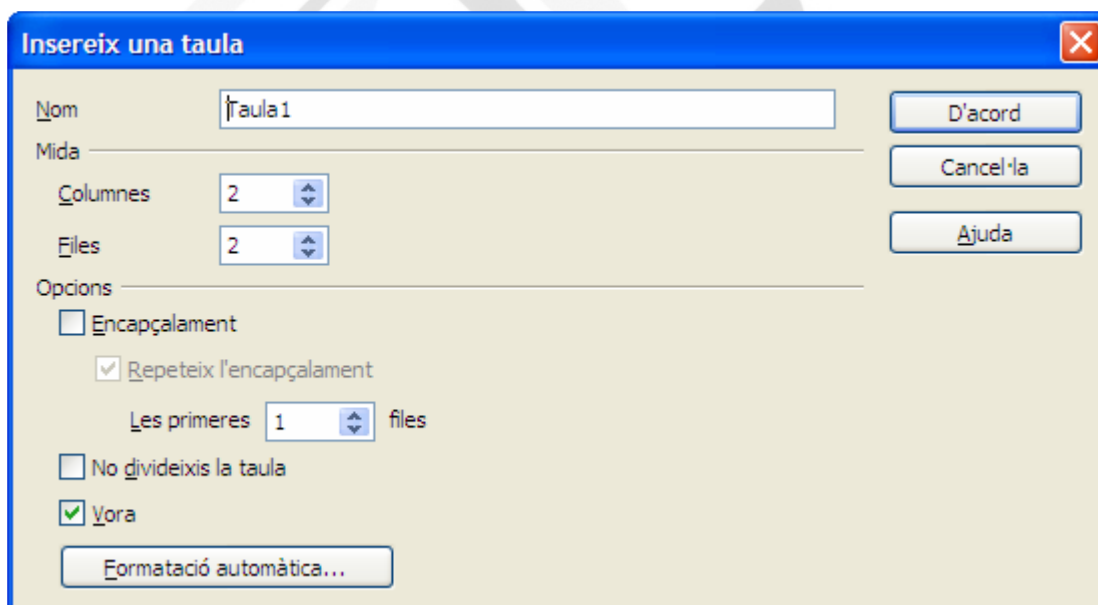 Insereix una taula
Nom Taula1
D'acord
Mida
Cancel·la
Columnes 2
Files 2
Ajuda
Opcions
Encapçalament
Repeteix l'encapçalament
Les primeres 1 files
No divideixis la taula
Vora
Formatació automàtica...